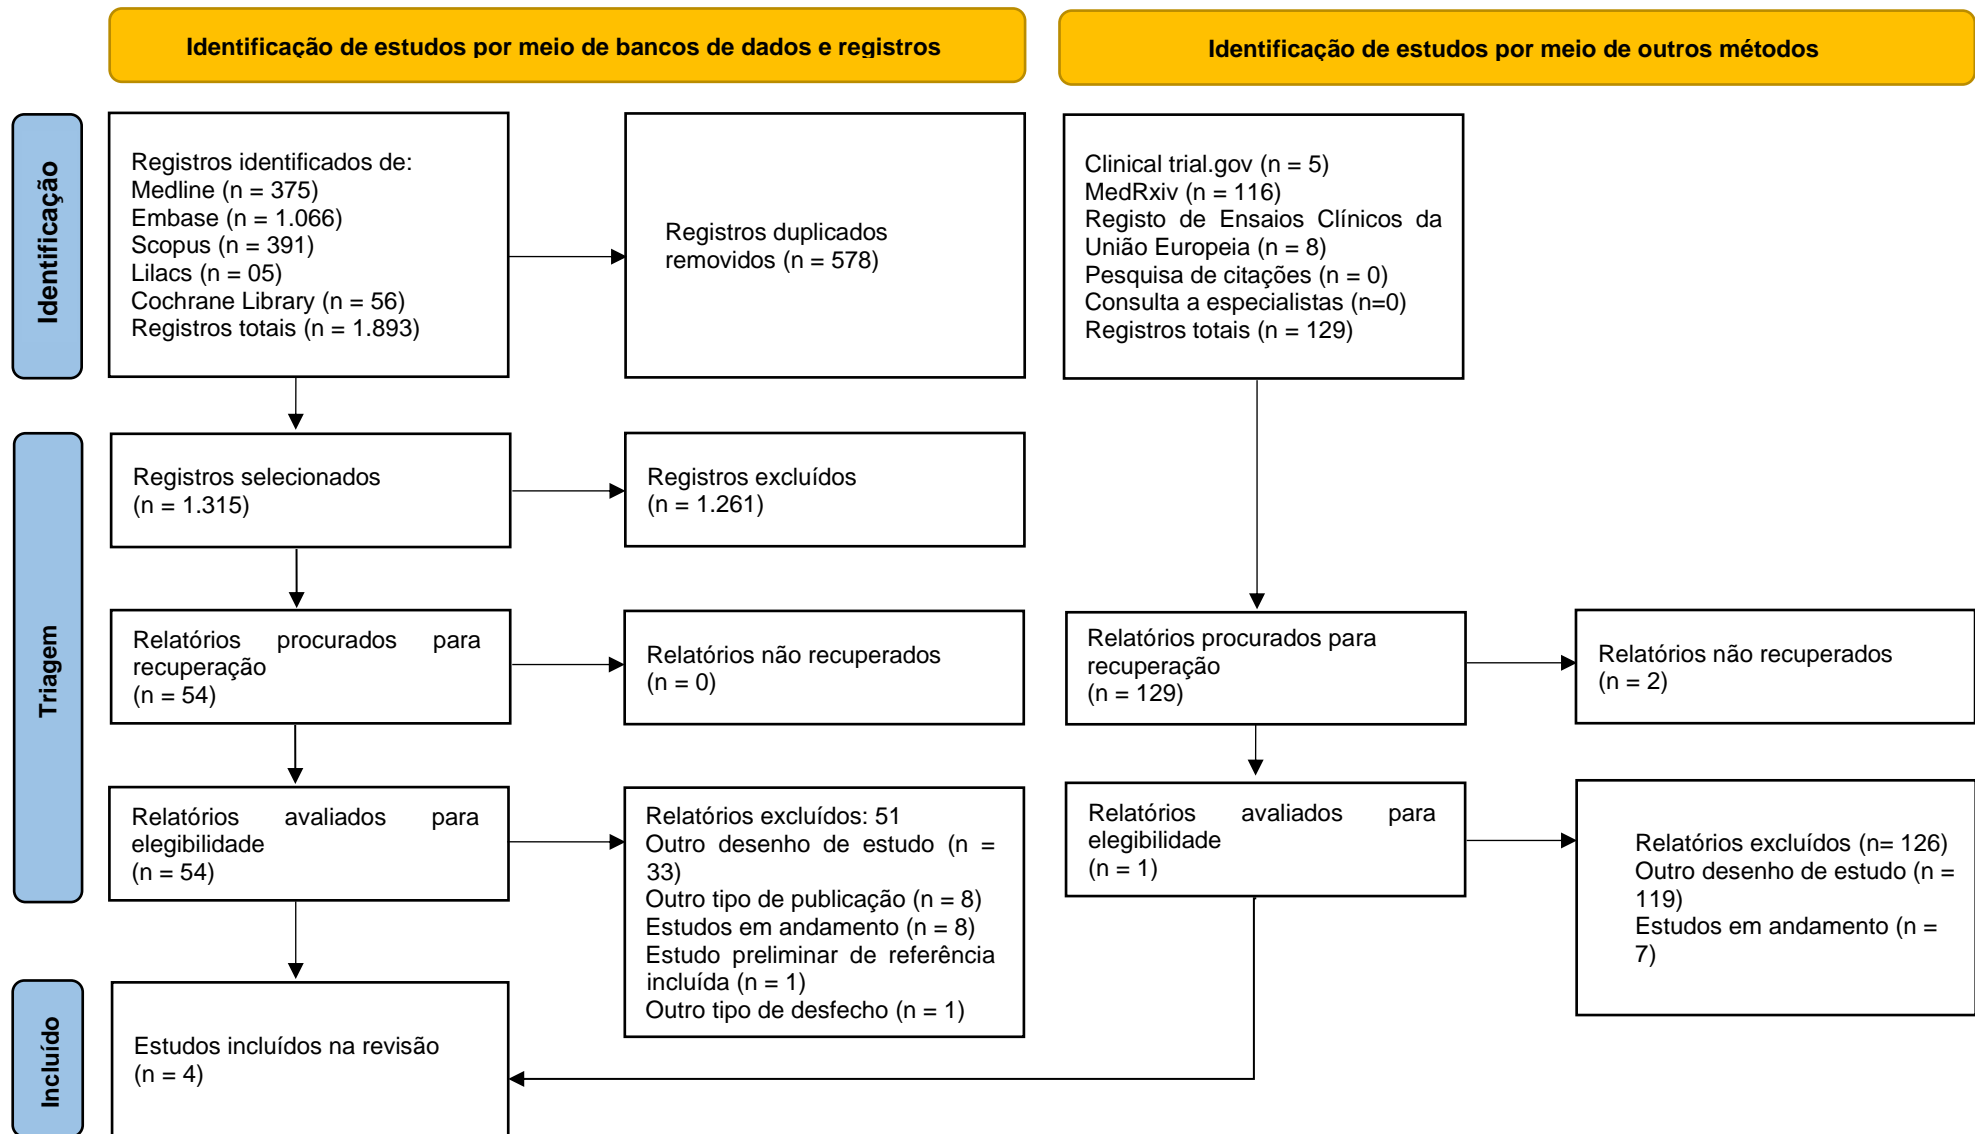 Identificação de estudos por meio de bancos de dados e registros
Identificação de estudos por meio de outros métodos
Identificação
Registros identificados de:
Medline (n = 375)
Embase (n = 1.066)
Scopus (n = 391)
Lilacs (n = 05)
Cochrane Library (n = 56)
Registros totais (n = 1.893)
Registros duplicados
removidos (n = 578)
Clinical trial.gov (n = 5)
MedRxiv (n = 116)
Registo de Ensaios Clínicos da
União Europeia (n = 8)
Pesquisa de citações (n = 0)
Consulta a especialistas (n=0)
Registros totais (n = 129)
Triagem
Registros selecionados
(n = 1.315)
Registros excluídos
(n = 1.261)
Relatórios procurados para
recuperação
(n = 54)
Relatórios não recuperados
(n = 0)
Relatórios procurados para
recuperação
(n = 129)
Relatórios não recuperados
(n = 2)
Relatórios avaliados para
elegibilidade
(n = 54)
Relatórios excluídos: 51
Outro desenho de estudo (n =
33)
Outro tipo de publicação (n = 8)
Estudos em andamento (n = 8)
Estudo preliminar de referência
incluída (n = 1)
Outro tipo de desfecho (n = 1)
Relatórios avaliados para
elegibilidade
(n = 1)
Relatórios excluídos (n= 126)
Outro desenho de estudo (n =
119)
Estudos em andamento (n =
7)
Incluído
Estudos incluídos na revisão
(n = 4)